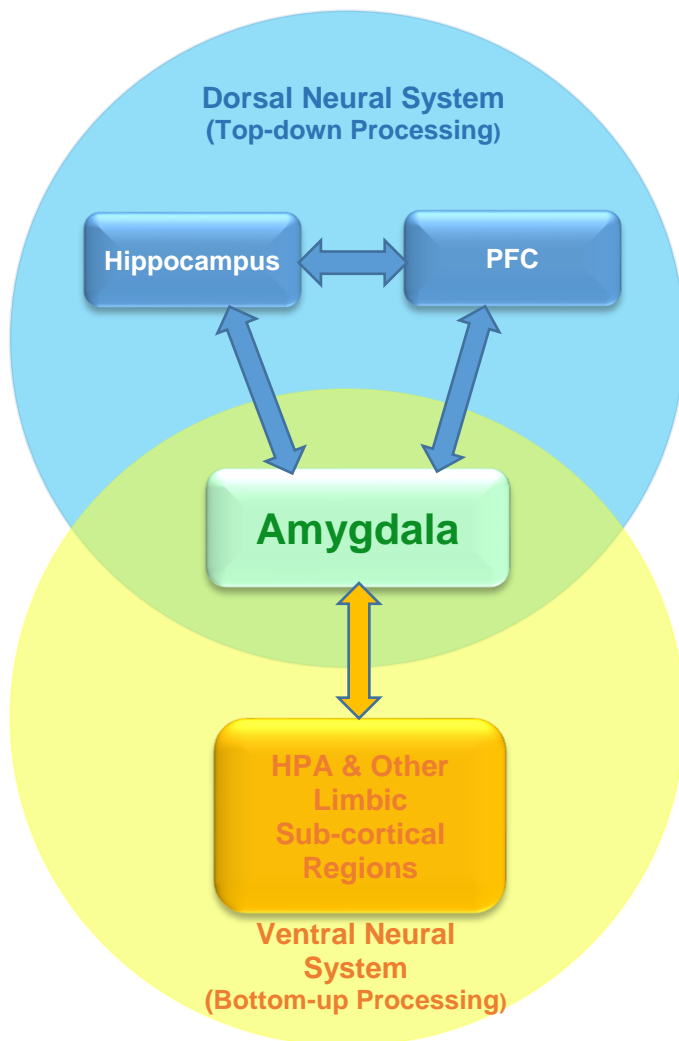 Dorsal Neural System
(Top-down Processing)
Hippocampus
PFC
Amygdala
HPA & Other
Limbic
Sub-cortical
Regions
Ventral Neural
System
(Bottom-up Processing)